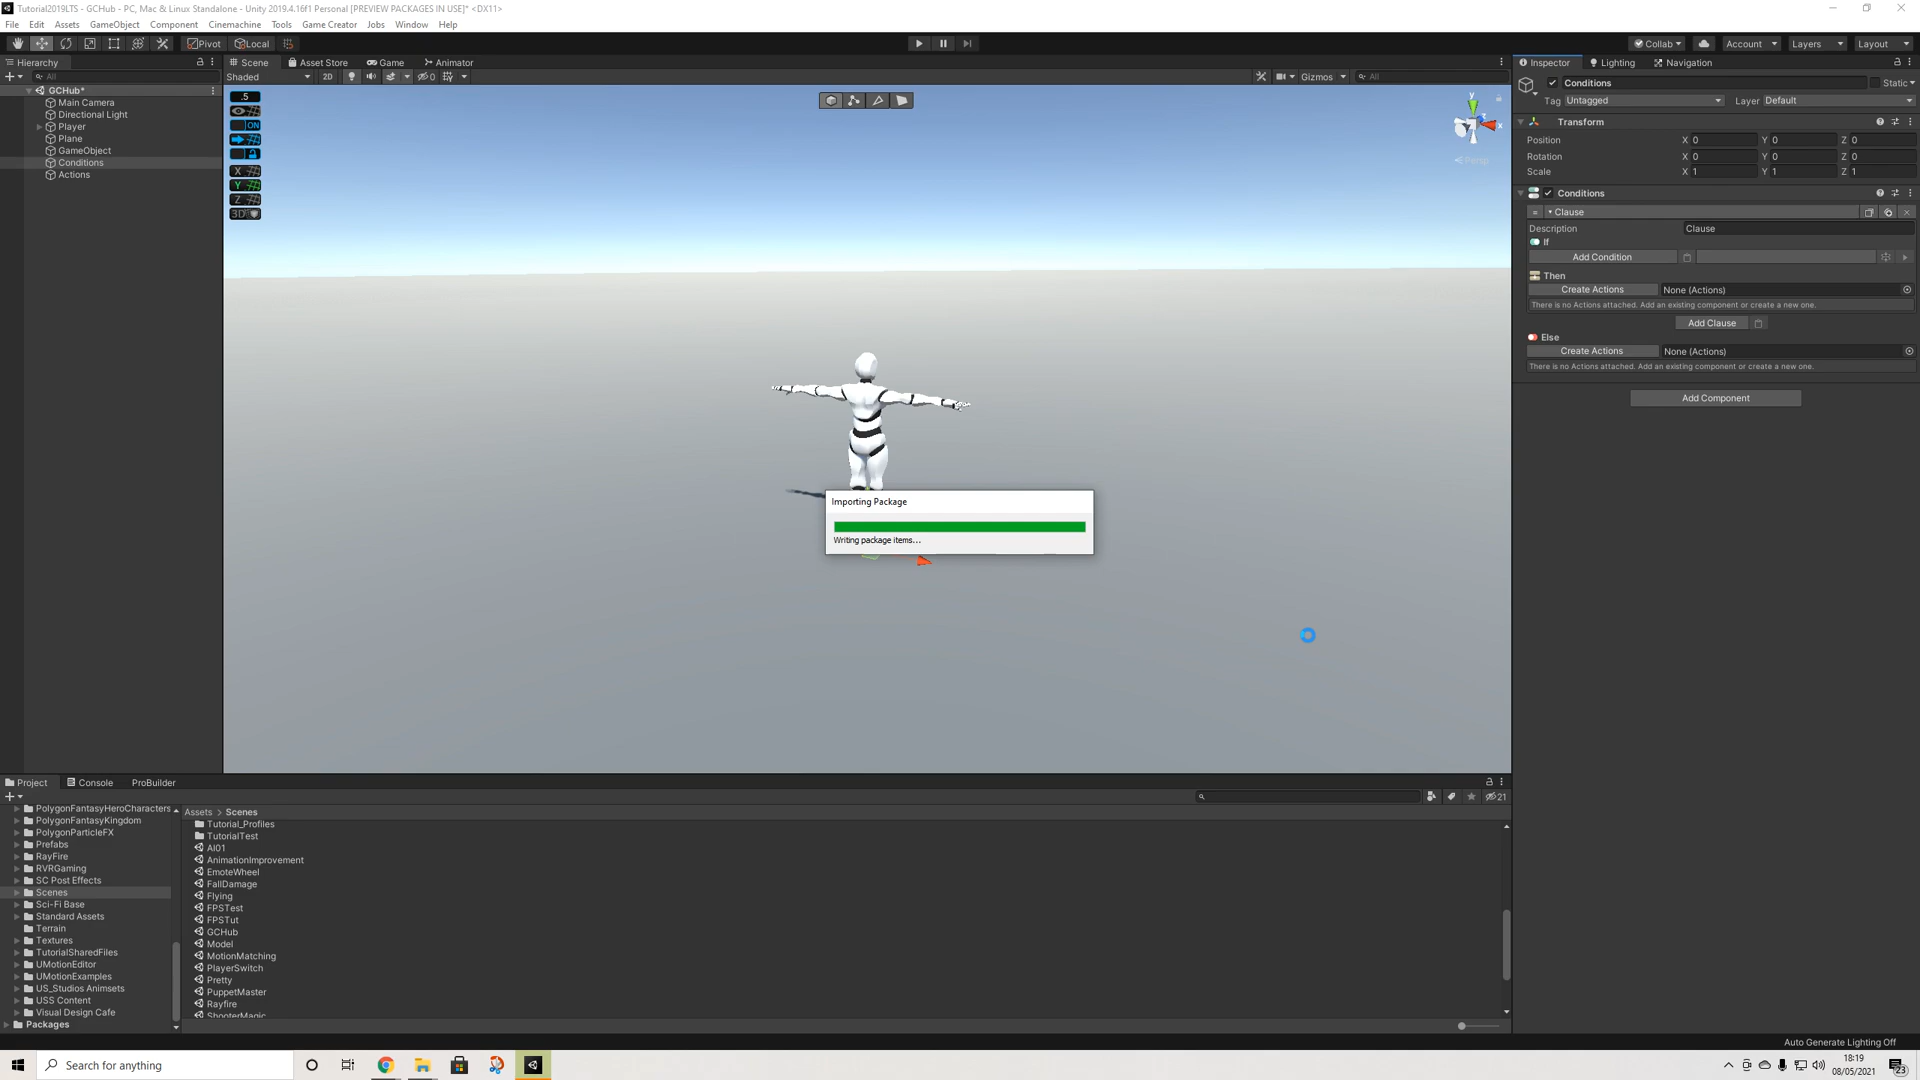 Tutorial2019LTS - GCHub - PC, Mac & Linux Standalone - Unity 2019.4.16f1 Personal [PREVIEW PACKAGES IN USE]* <DX11>
File Edit Assets GameObject Component Cinemachine Tools Game Creator Jobs Window Help
Pivot Local
Collab Account Layers Layout
Hierarchy
All
GCHub*
Main Camera
Directional Light
Player
Plane
GameObject
Conditions
Actions
Scene Asset Store Game Animator
Shaded 2D 0 Gizmos All
.5
ON
X
Y
Z
3D
y
x
Persp
Importing Package
Writing package items...
Inspector Lighting Navigation
Conditions Static
Tag Untagged Layer Default
Transform
Position X 0 Y 0 Z 0
Rotation X 0 Y 0 Z 0
Scale X 1 Y 1 Z 1
Conditions
Clause
Description Clause
If
Add Condition
Then
Create Actions None (Actions)
There is no Actions attached. Add an existing component or create a new one.
Add Clause
Else
Create Actions None (Actions)
There is no Actions attached. Add an existing component or create a new one.
Add Component
Project Console ProBuilder
21
PolygonFantasyHeroCharacters
PolygonFantasyKingdom
PolygonParticleFX
Prefabs
RayFire
RVRGaming
SC Post Effects
Scenes
Sci-Fi Base
Standard Assets
Terrain
Textures
TutorialSharedFiles
UMotionEditor
UMotionExamples
US_Studios Animsets
USS Content
Visual Design Cafe
Packages
Assets > Scenes
Tutorial_Profiles
TutorialTest
AI01
AnimationImprovement
EmoteWheel
FallDamage
Flying
FPSTest
FPSTut
GCHub
Model
MotionMatching
PlayerSwitch
Pretty
PuppetMaster
Rayfire
ShooterMagic
Auto Generate Lighting Off
Search for anything
18:19
08/05/2021
23